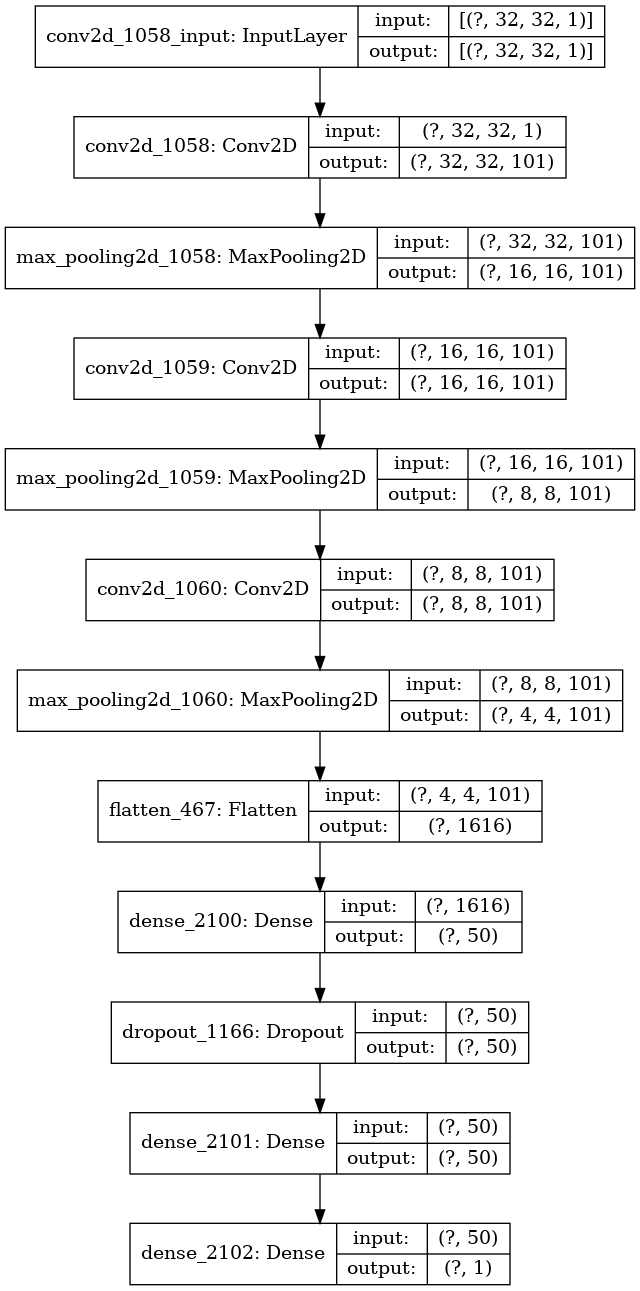 conv2d_1058_input: InputLayer input: [(?, 32, 32, 1)]
output: [(?, 32, 32, 1)]
conv2d_1058: Conv2D input: (?, 32, 32, 1)
output: (?, 32, 32, 101)
max_pooling2d_1058: MaxPooling2D input: (?, 32, 32, 101)
output: (?, 16, 16, 101)
conv2d_1059: Conv2D input: (?, 16, 16, 101)
output: (?, 16, 16, 101)
max_pooling2d_1059: MaxPooling2D input: (?, 16, 16, 101)
output: (?, 8, 8, 101)
conv2d_1060: Conv2D input: (?, 8, 8, 101)
output: (?, 8, 8, 101)
max_pooling2d_1060: MaxPooling2D input: (?, 8, 8, 101)
output: (?, 4, 4, 101)
flatten_467: Flatten input: (?, 4, 4, 101)
output: (?, 1616)
dense_2100: Dense input: (?, 1616)
output: (?, 50)
dropout_1166: Dropout input: (?, 50)
output: (?, 50)
dense_2101: Dense input: (?, 50)
output: (?, 50)
dense_2102: Dense input: (?, 50)
output: (?, 1)